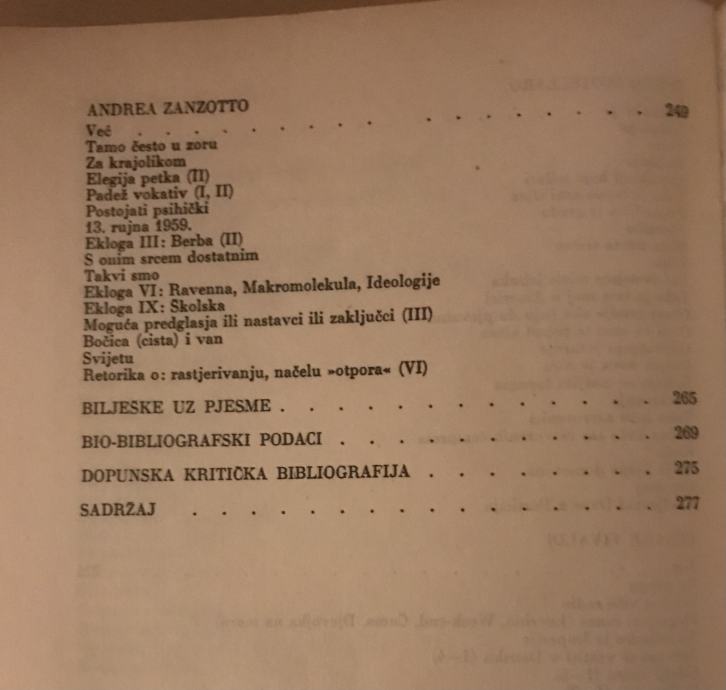 ANDREA ZANZOTTO
Već . . . . . . . . . . . . . . . . . 249
Tamo često u zoru
Za krajolikom
Elegija petka (II)
Padež vokativ (I, II)
Postojati psihički
13. rujna 1959.
Ekloga III: Berba (II)
S onim srcem dostatnim
Takvi smo
Ekloga VI: Ravenna, Makromolekula, Ideologije
Ekloga IX: Školska
Moguća predglasja ili nastavci ili zaključci (III)
Bočica (cista) i van
Svijetu
Retorika o: rastjerivanju, načelu »otpora« (VI)
BILJEŠKE UZ PJESME . . . . . . . . . . . . . 265
BIO-BIBLIOGRAFSKI PODACI . . . . . . . . . . . 269
DOPUNSKA KRITIČKA BIBLIOGRAFIJA . . . . . . . . 275
SADRŽAJ . . . . . . . . . . . . . . . . 277